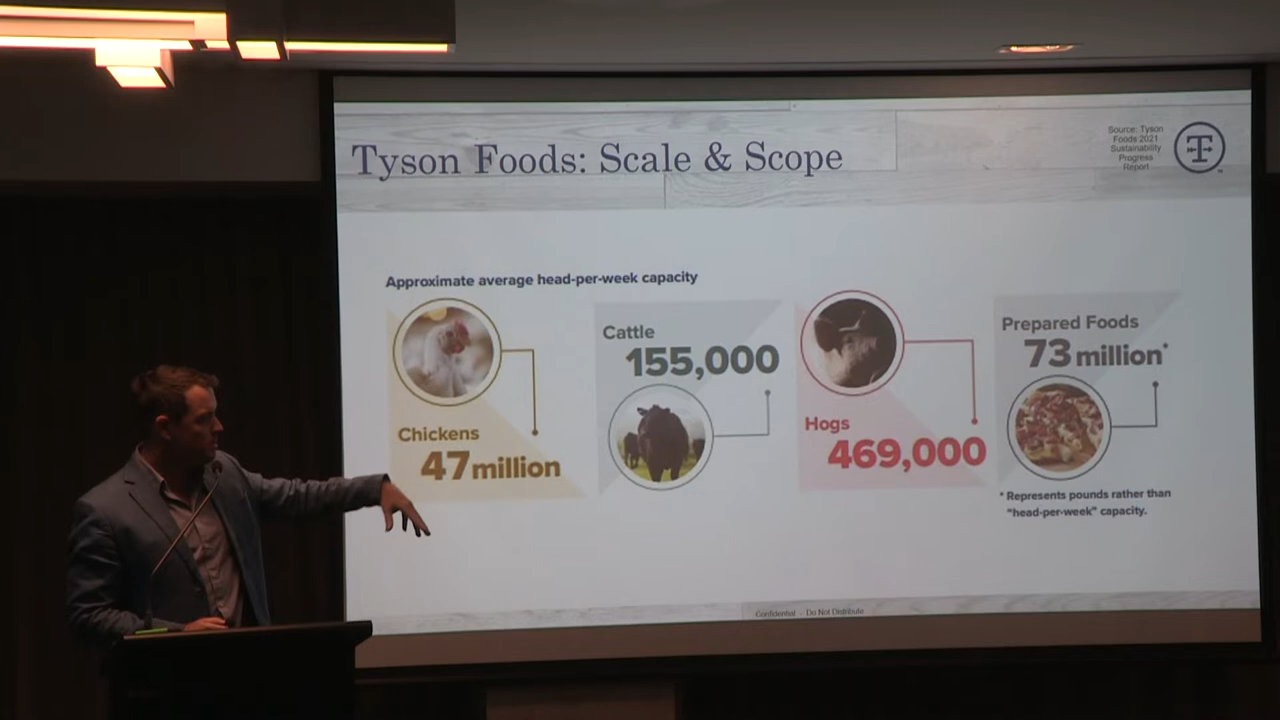 Tyson Foods: Scale & Scope
Source: Tyson
Foods 2021
Sustainability
Progress
Report
T
Approximate average head-per-week capacity
Chickens
47 million
Cattle
155,000
Hogs
469,000
Prepared Foods
73 million*
* Represents pounds rather than
"head-per-week" capacity.
Confidential - Do Not Distribute